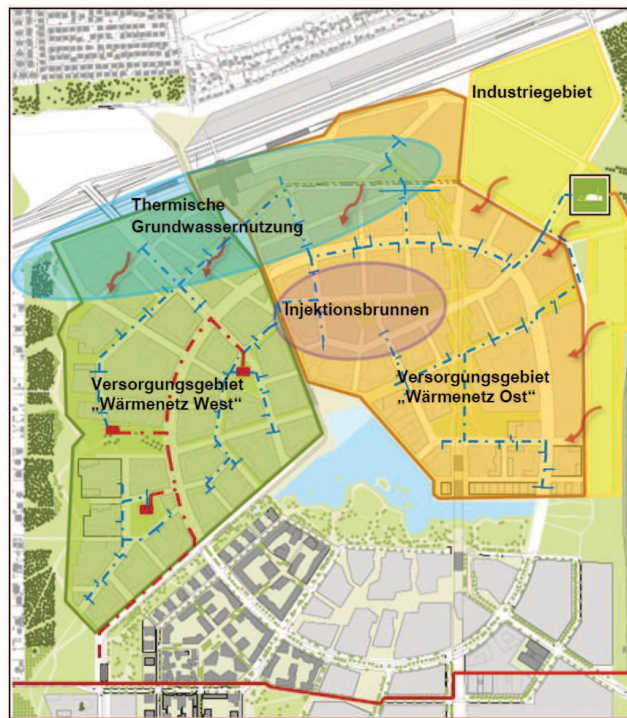 Industriegebiet
Thermische
Grundwassernutzung
Injektionsbrunnen
Versorgungsgebiet
„Wärmenetz West“
Versorgungsgebiet
„Wärmenetz Ost“